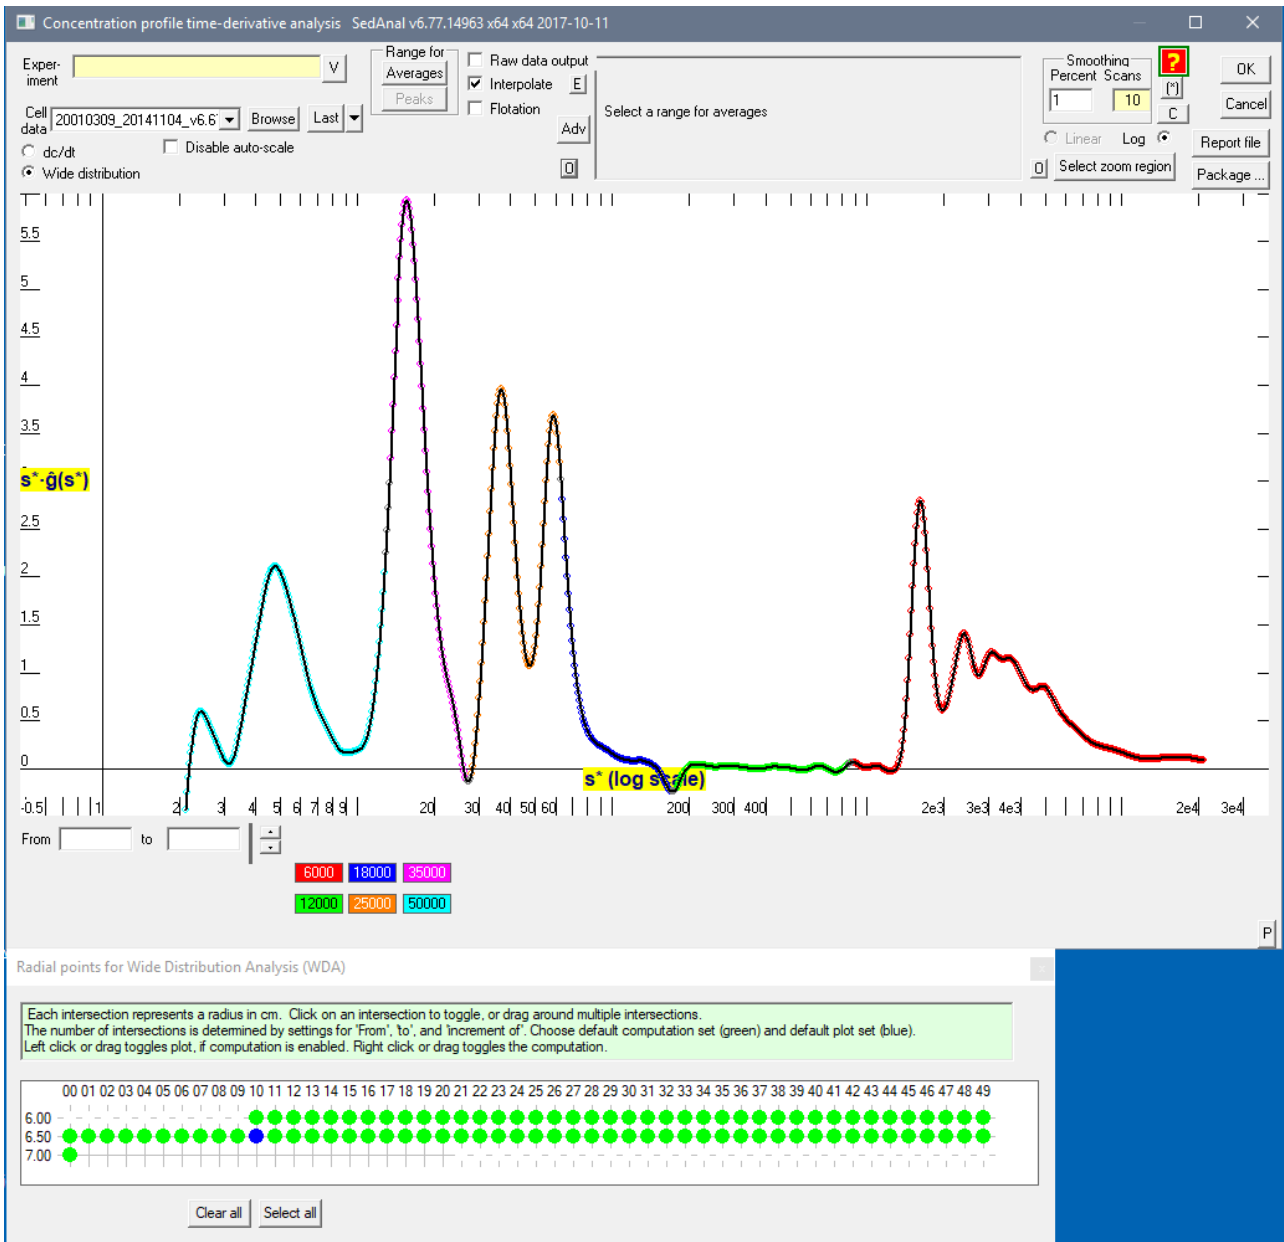 Concentration profile time-derivative analysis SedAnal v6.77.14963 x64 x64 2017-10-11
Exper-
iment
V
Range for
Averages
Peaks
Raw data output
Interpolate
E
Flotation
Adv
0
Select a range for averages
Smoothing
Percent Scans
1
10
?
(*)
C
OK
Cancel
Linear Log
Report file
0
Select zoom region
Package ...
Cell
data
20010309_20141104_v6.6
Browse
Last
dc/dt
Disable auto-scale
Wide distribution
5.5
5
4.5
4
3.5
s*·ĝ(s*)
2.5
2
1.5
1
0.5
0
s* (log scale)
-0.5 1 2 3 4 5 6 7 8 9 20 30 40 50 60 200 300 400 2e3 3e3 4e3 2e4 3e4
From
to
6000 18000 35000
12000 25000 50000
P
Radial points for Wide Distribution Analysis (WDA)
x
Each intersection represents a radius in cm. Click on an intersection to toggle, or drag around multiple intersections.
The number of intersections is determined by settings for 'From', 'to', and 'increment of'. Choose default computation set (green) and default plot set (blue).
Left click or drag toggles plot, if computation is enabled. Right click or drag toggles the computation.
00 01 02 03 04 05 06 07 08 09 10 11 12 13 14 15 16 17 18 19 20 21 22 23 24 25 26 27 28 29 30 31 32 33 34 35 36 37 38 39 40 41 42 43 44 45 46 47 48 49
6.00
6.50
7.00
Clear all
Select all